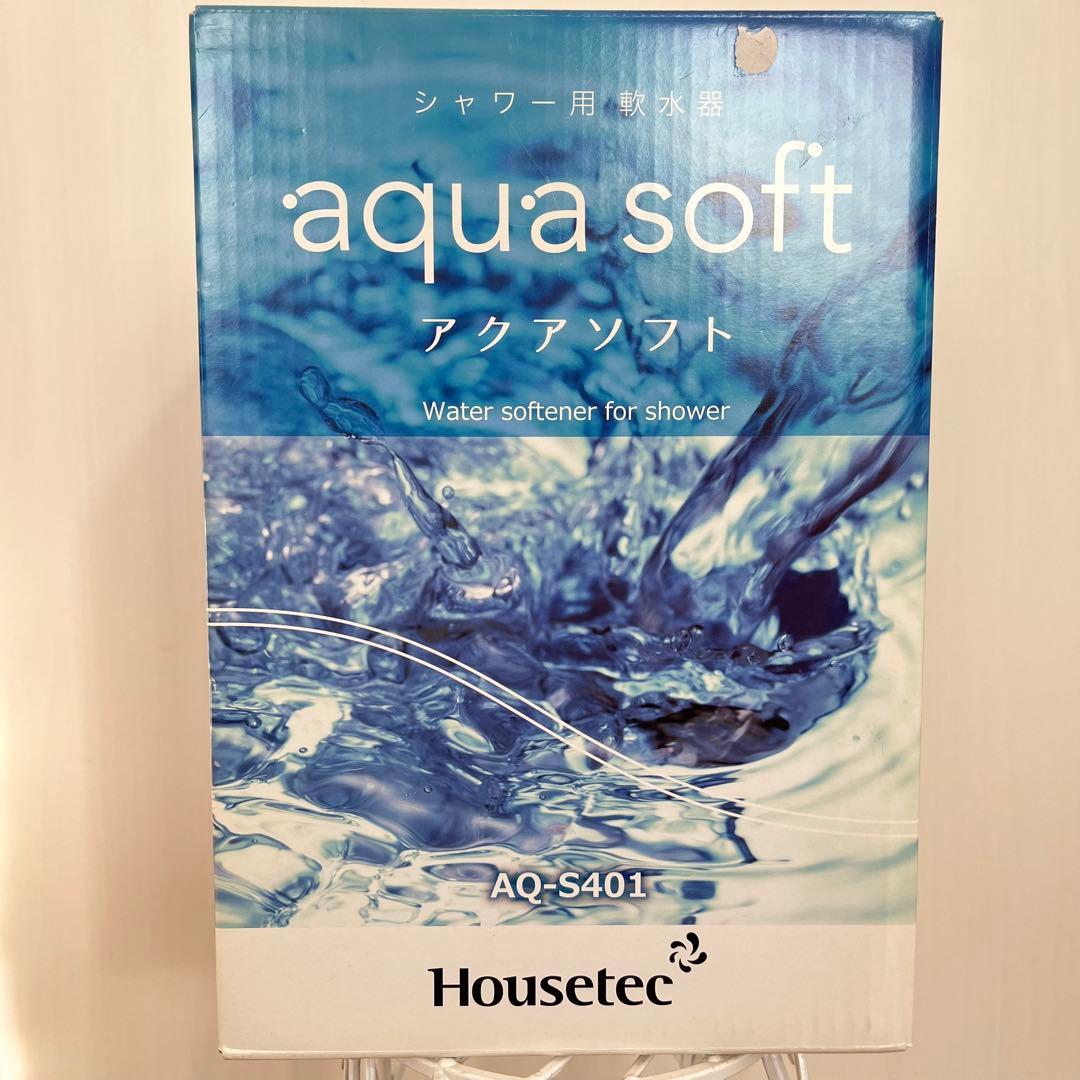 シャワー用 軟水器
aqua soft
アクアソフト
Water softener for shower
AQ-S401
Housetec